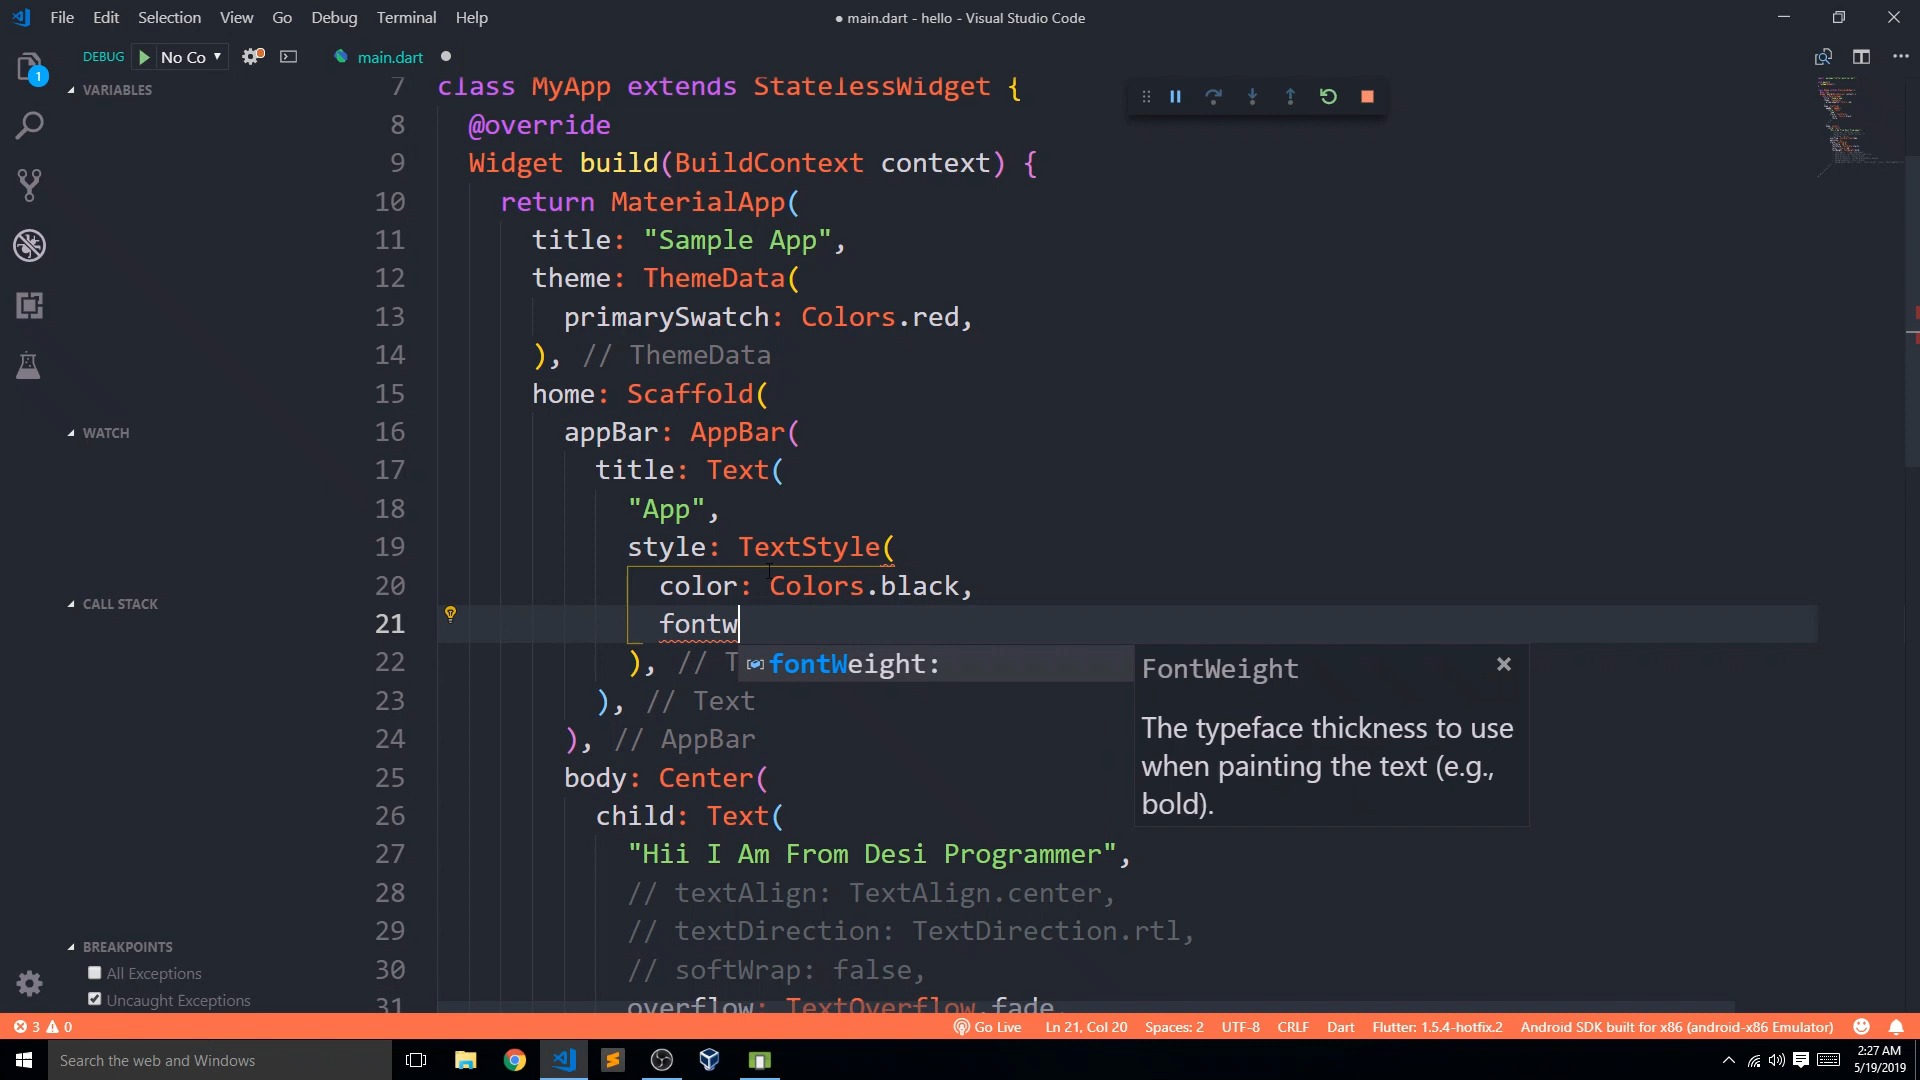 File Edit Selection View Go Debug Terminal Help
● main.dart - hello - Visual Studio Code
1
DEBUG No Co main.dart
VARIABLES
WATCH
CALL STACK
BREAKPOINTS
All Exceptions
Uncaught Exceptions
7 class MyApp extends StatelessWidget {
8 @override
9 Widget build(BuildContext context) {
10 return MaterialApp(
11 title: "Sample App",
12 theme: ThemeData(
13 primarySwatch: Colors.red,
14 ), // ThemeData
15 home: Scaffold(
16 appBar: AppBar(
17 title: Text(
18 "App",
19 style: TextStyle(
20 color: Colors.black,
21 fontw
22 ), // T
23 ), // Text
24 ), // AppBar
25 body: Center(
26 child: Text(
27 "Hii I Am From Desi Programmer",
28 // textAlign: TextAlign.center,
29 // textDirection: TextDirection.rtl,
30 // softWrap: false,
31 overflow: TextOverflow.fade,
fontWeight:
FontWeight
The typeface thickness to use
when painting the text (e.g.,
bold).
3 0 Go Live Ln 21, Col 20 Spaces: 2 UTF-8 CRLF Dart Flutter: 1.5.4-hotfix.2 Android SDK built for x86 (android-x86 Emulator)
Search the web and Windows
2:27 AM
5/19/2019